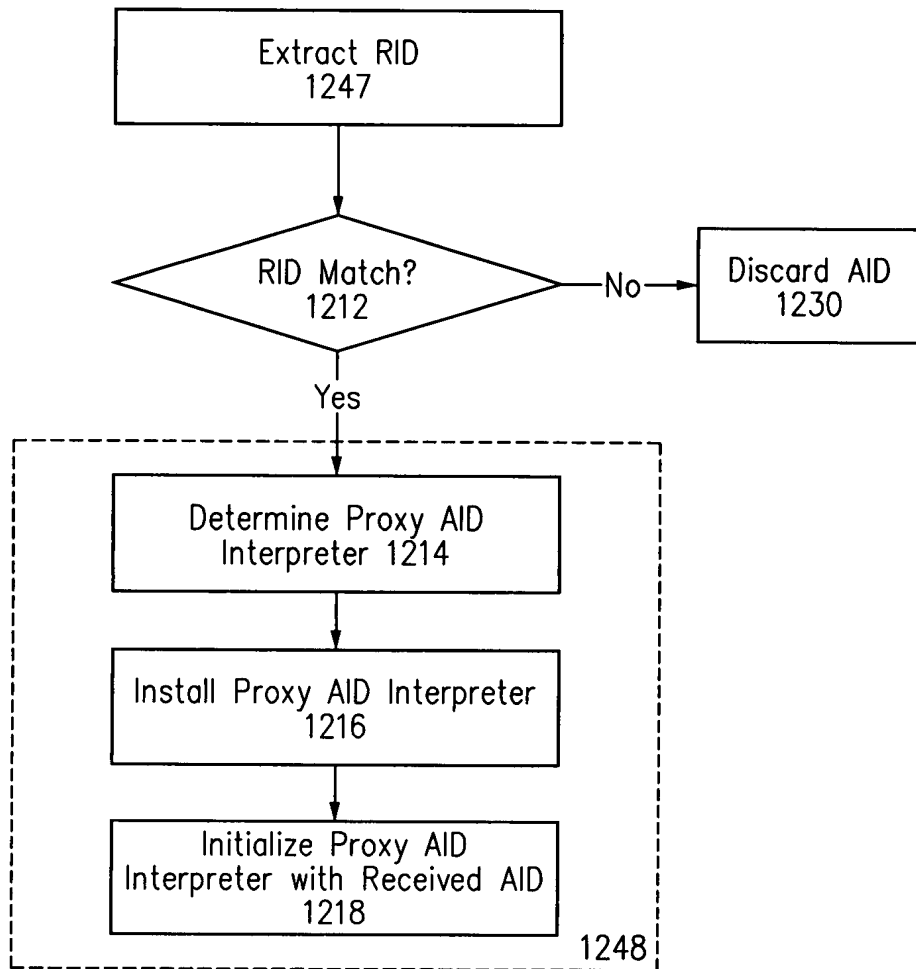 Extract RID
1247
RID Match?
1212
No
Discard AID
1230
Yes
Determine Proxy AID
Interpreter 1214
Install Proxy AID Interpreter
1216
Initialize Proxy AID
Interpreter with Received AID
1218
1248